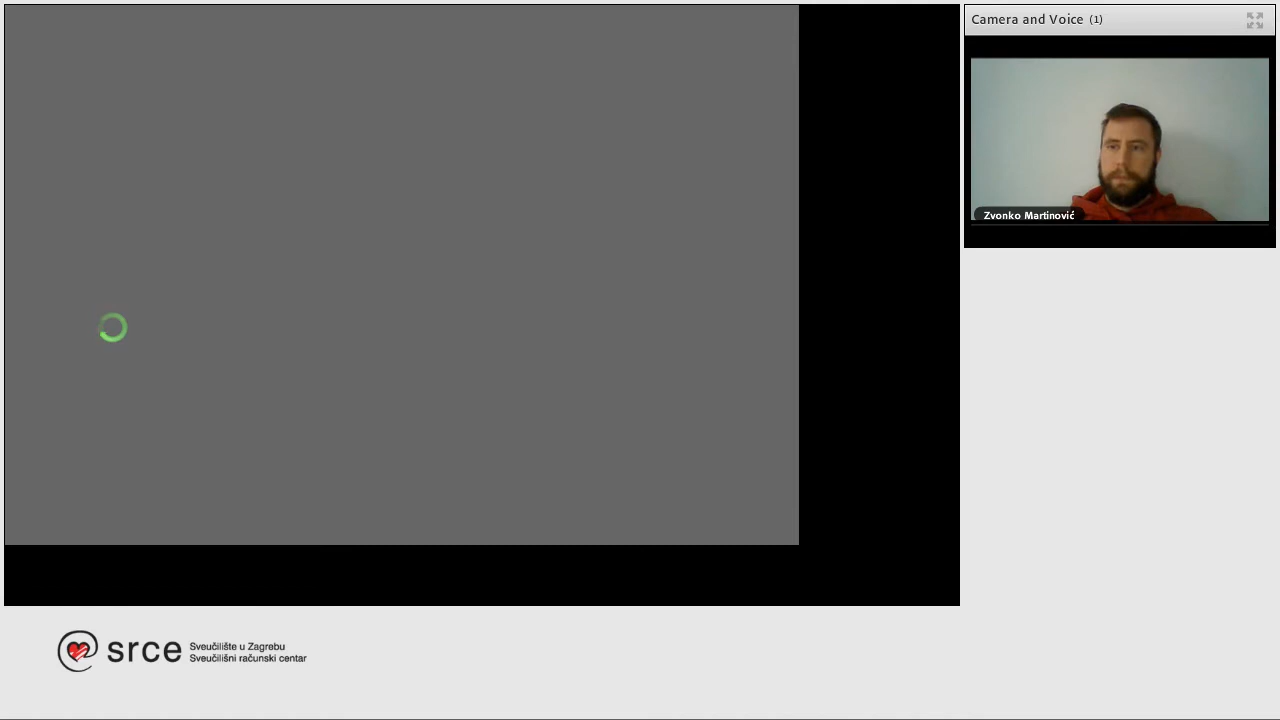 Camera and Voice (1)
Zvonko Martinović
srce
Sveučilište u Zagrebu
Sveučilišni računski centar